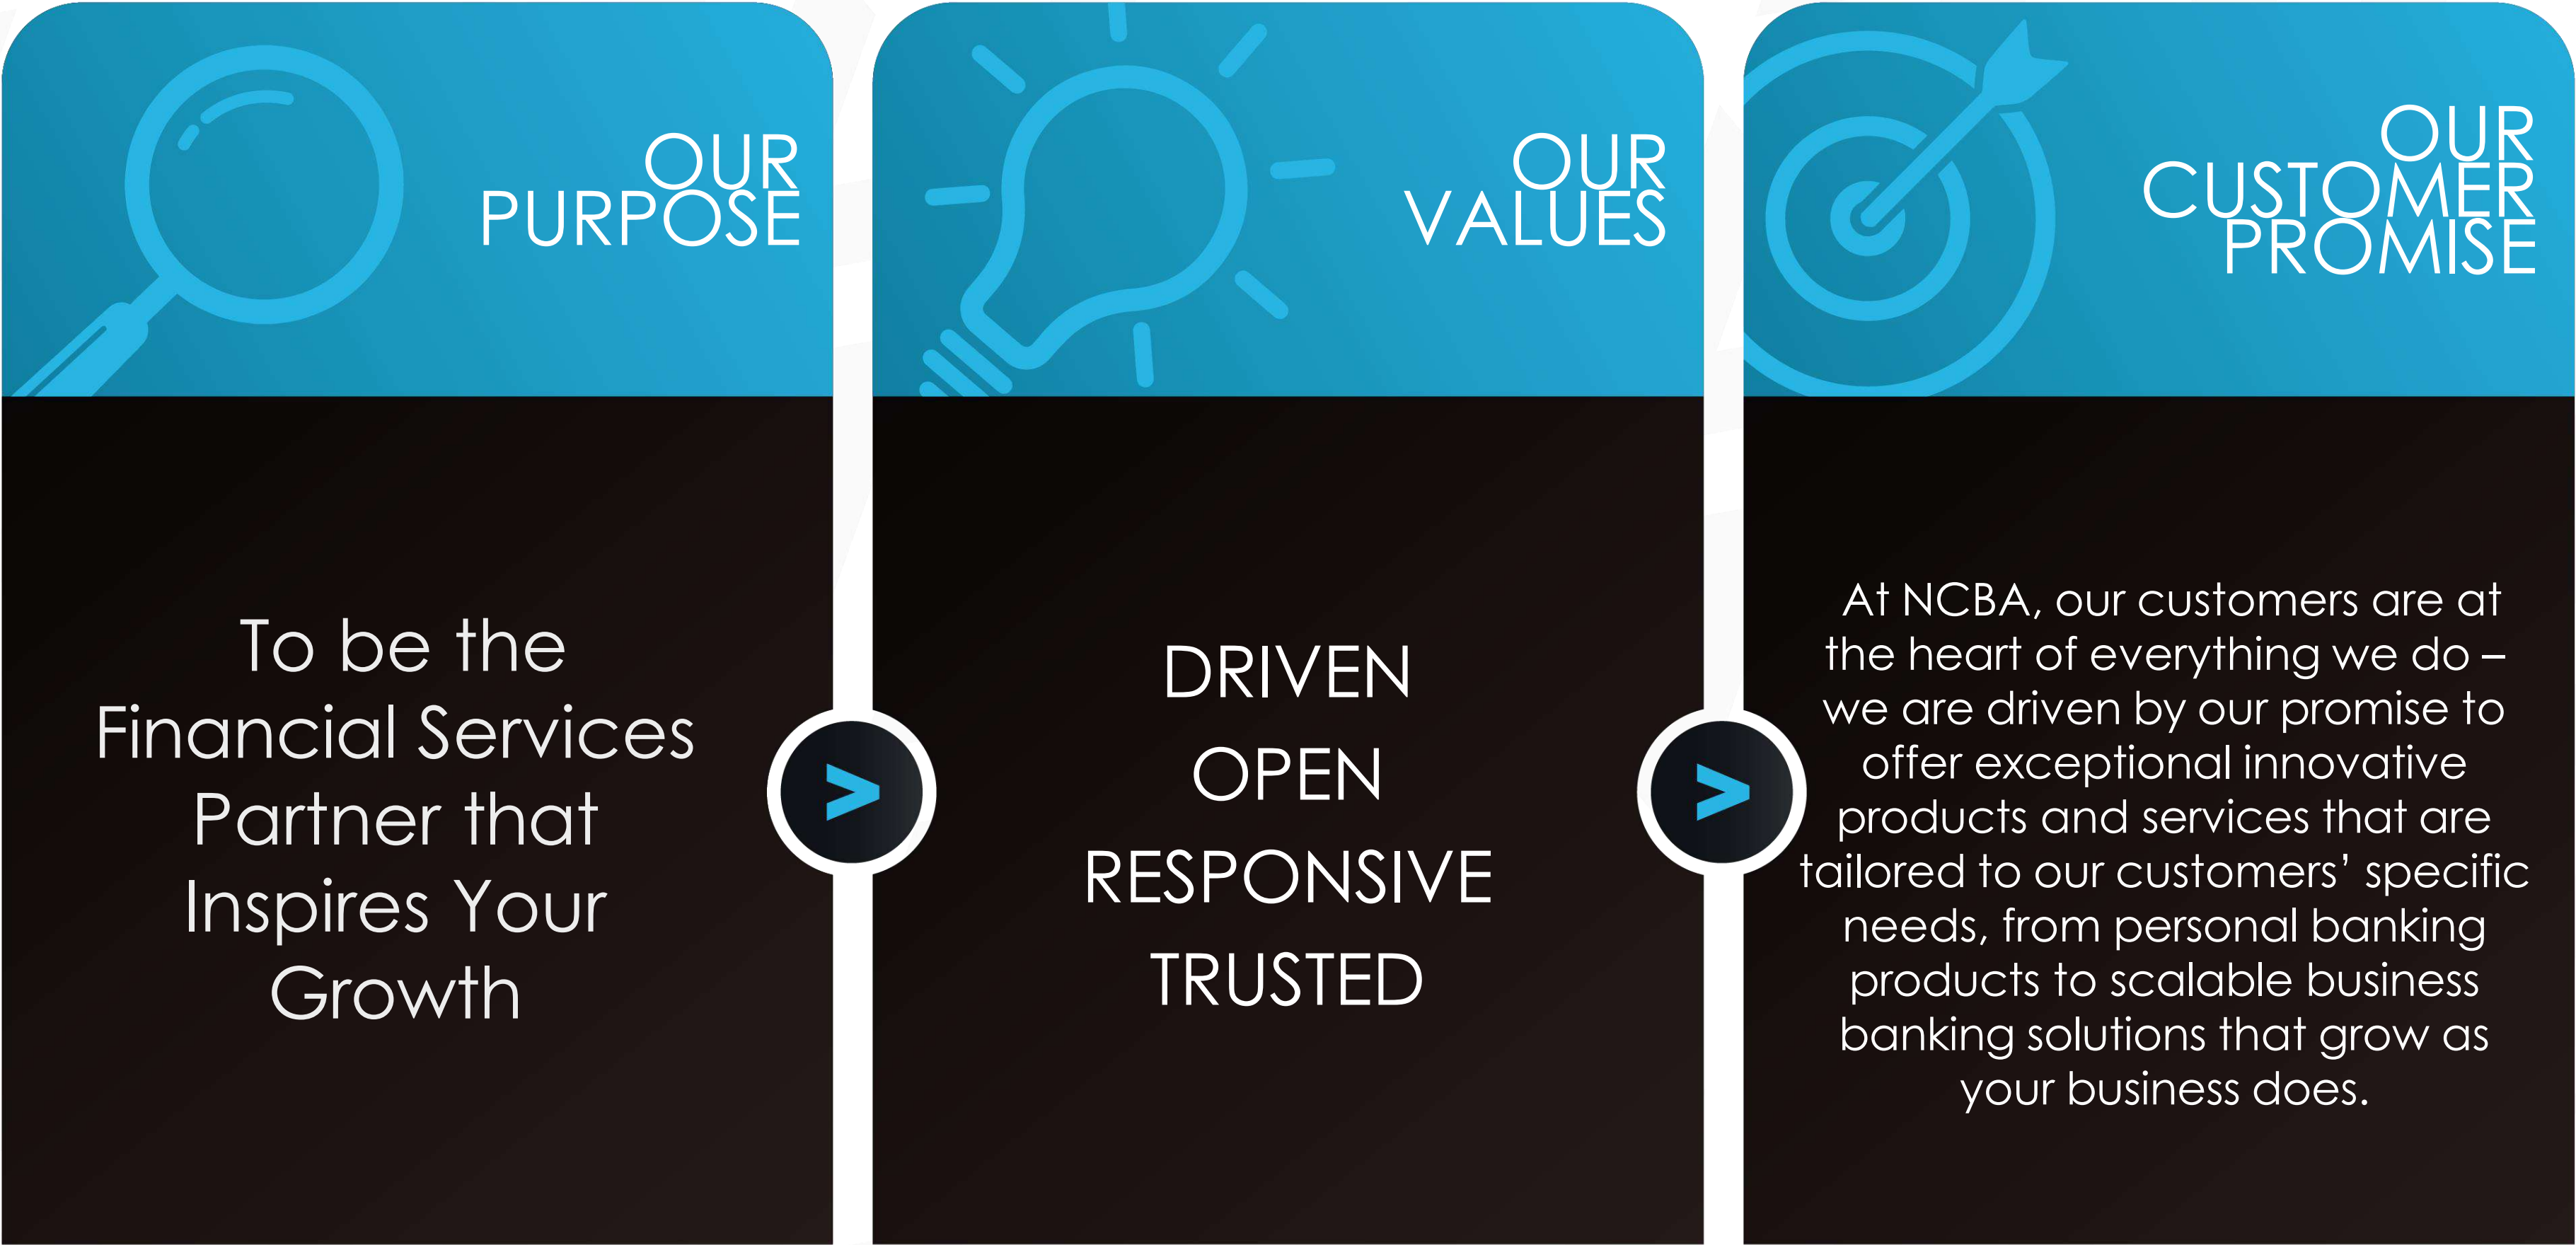 OUR
PURPOSE
To be the
Financial Services
Partner that
Inspires Your
Growth
>
OUR
VALUES
DRIVEN
OPEN
RESPONSIVE
TRUSTED
>
OUR
CUSTOMER
PROMISE
At NCBA, our customers are at
the heart of everything we do –
we are driven by our promise to
offer exceptional innovative
products and services that are
tailored to our customers’ specific
needs, from personal banking
products to scalable business
banking solutions that grow as
your business does.